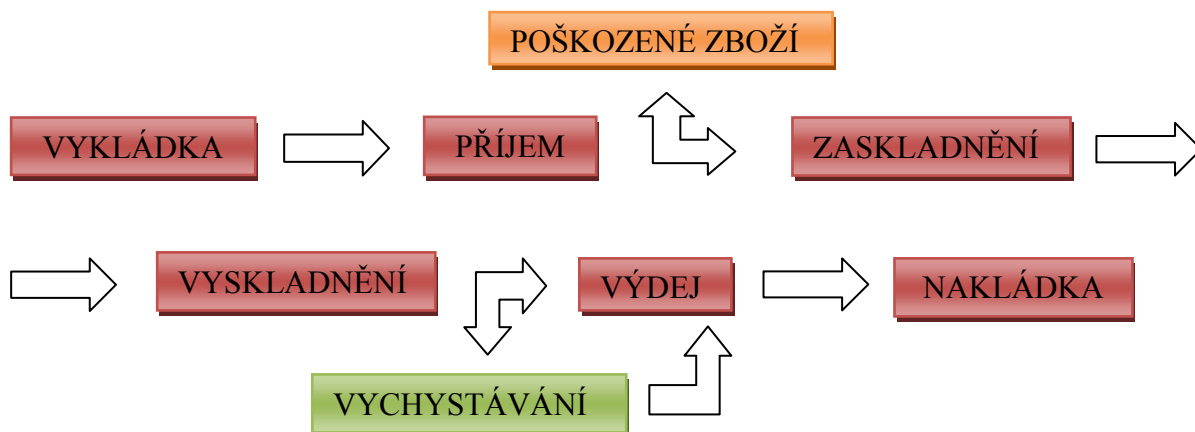 POŠKOZENÉ ZBOŽÍ
VYKLÁDKA
PŘÍJEM
ZASKLADNĚNÍ
VYSKLADNĚNÍ
VÝDEJ
NAKLÁDKA
VYCHYSTÁVÁNÍ